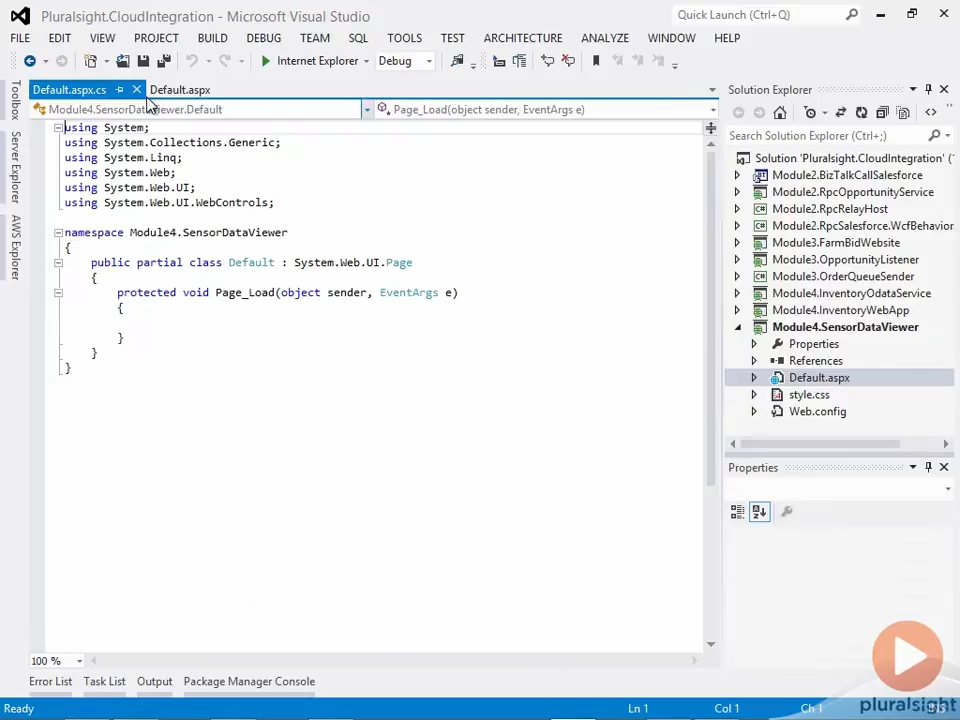 Pluralsight.CloudIntegration - Microsoft Visual Studio
Quick Launch (Ctrl+Q)
FILE EDIT VIEW PROJECT BUILD DEBUG TEAM SQL TOOLS TEST ARCHITECTURE ANALYZE WINDOW HELP
Internet Explorer Debug
Default.aspx.cs Default.aspx
Module4.SensorDataViewer.Default Page_Load(object sender, EventArgs e)
Toolbox
Server Explorer
AWS Explorer
using System;
using System.Collections.Generic;
using System.Linq;
using System.Web;
using System.Web.UI;
using System.Web.UI.WebControls;
namespace Module4.SensorDataViewer
{
public partial class Default : System.Web.UI.Page
{
protected void Page_Load(object sender, EventArgs e)
{
}
}
}
100 %
Solution Explorer
Search Solution Explorer (Ctrl+;)
Solution 'Pluralsight.CloudIntegration' (
Module2.BizTalkCallSalesforce
Module2.RpcOpportunityService
Module2.RpcRelayHost
Module2.RpcSalesforce.WcfBehavior
Module3.FarmBidWebsite
Module3.OpportunityListener
Module3.OrderQueueSender
Module4.InventoryOdataService
Module4.InventoryWebApp
Module4.SensorDataViewer
Properties
References
Default.aspx
style.css
Web.config
Properties
Error List Task List Output Package Manager Console
Ready Ln 1 Col 1 Ch 1
pluralsight